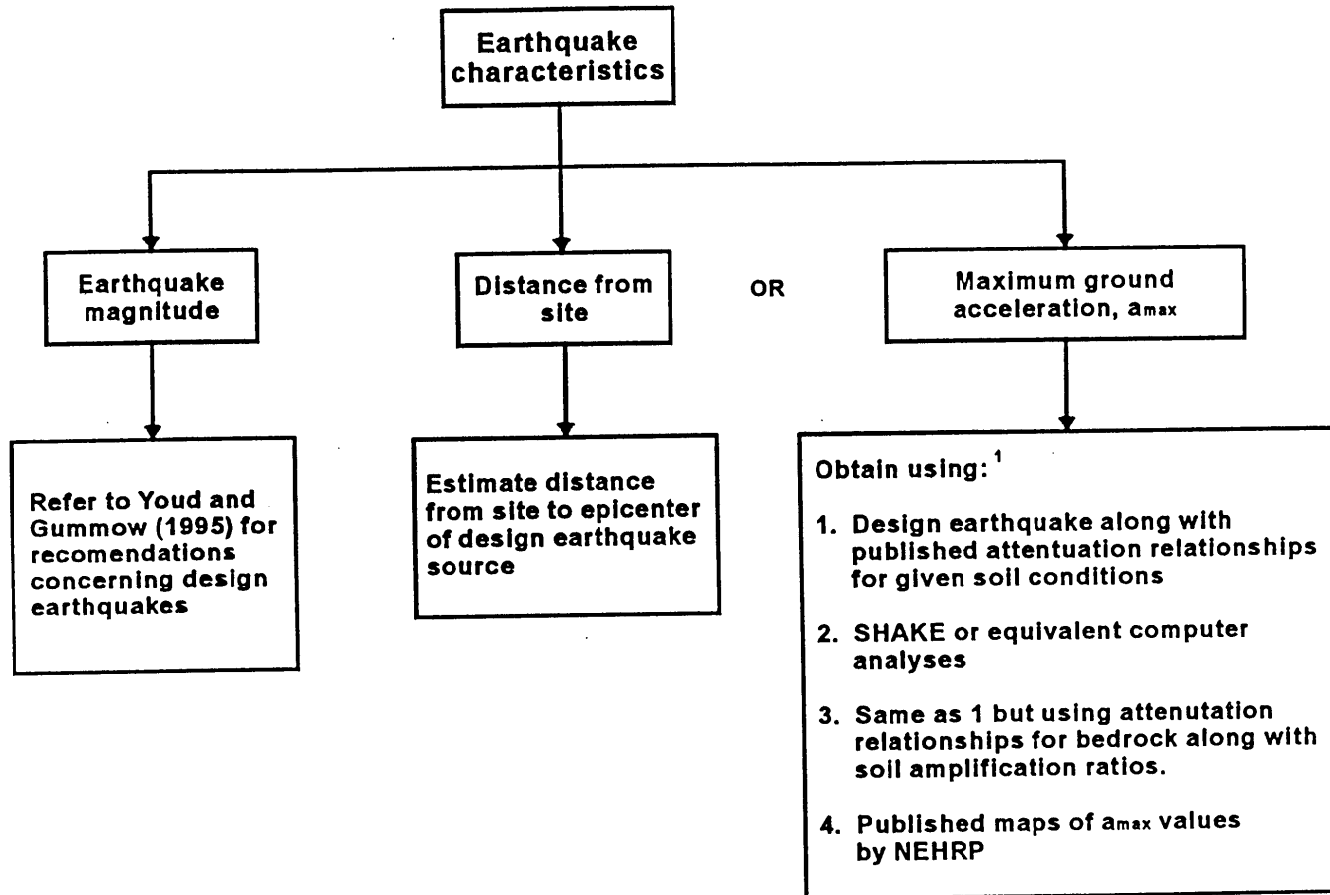 Earthquake
characteristics
Earthquake
magnitude
Distance from
site
OR
Maximum ground
acceleration, amax
Refer to Youd and
Gummow (1995) for
recomendations
concerning design
earthquakes
Estimate distance
from site to epicenter
of design earthquake
source
Obtain using: 1
1. Design earthquake along with
published attentuation relationships
for given soil conditions
2. SHAKE or equivalent computer
analyses
3. Same as 1 but using attenutation
relationships for bedrock along with
soil amplification ratios.
4. Published maps of amax values
by NEHRP